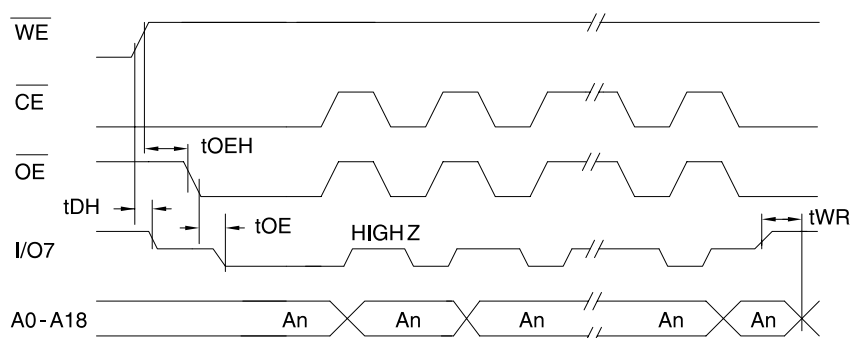 WE
CE
tOEH
OE
tDH
tOE
HIGH Z
tWR
I/O7
A0 - A18 An An An An An